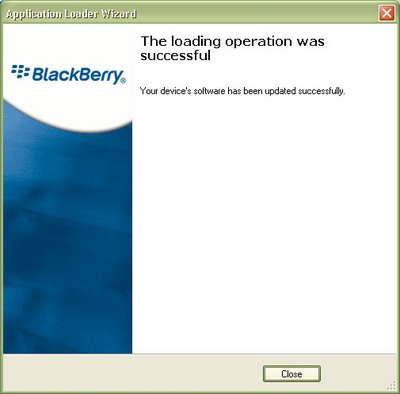 Application Loader Wizard
The loading operation was
successful
BlackBerry®
Your device's software has been updated successfully.
Close